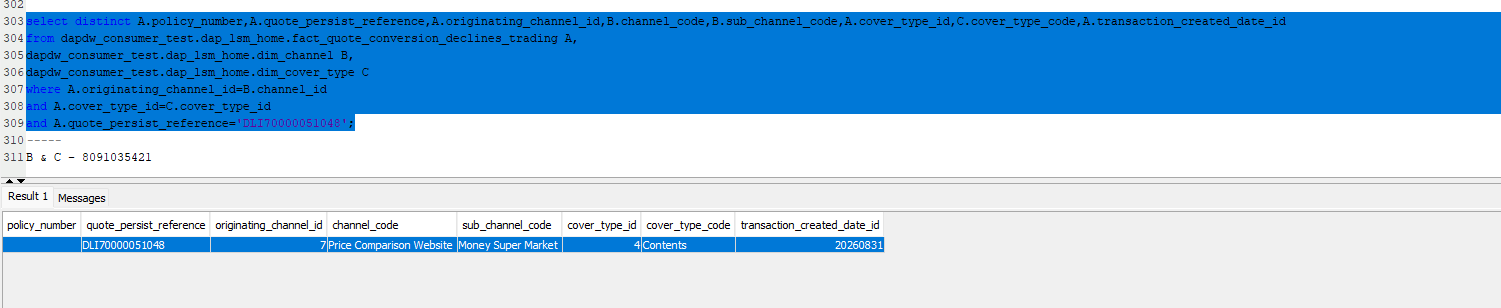 302
303 select distinct A.policy_number,A.quote_persist_reference,A.originating_channel_id,B.channel_code,B.sub_channel_code,A.cover_type_id,C.cover_type_code,A.transaction_created_date_id
304 from dapdw_consumer_test.dap_lsm_home.fact_quote_conversion_declines_trading A,
305 dapdw_consumer_test.dap_lsm_home.dim_channel B,
306 dapdw_consumer_test.dap_lsm_home.dim_cover_type C
307 where A.originating_channel_id=B.channel_id
308 and A.cover_type_id=C.cover_type_id
309 and A.quote_persist_reference='DLI70000051048';
310 -----
311 B & C - 8091035421
Result 1 Messages
policy_number quote_persist_reference originating_channel_id channel_code sub_channel_code cover_type_id cover_type_code transaction_created_date_id
DLI70000051048 7 Price Comparison Website Money Super Market 4 Contents 20260831